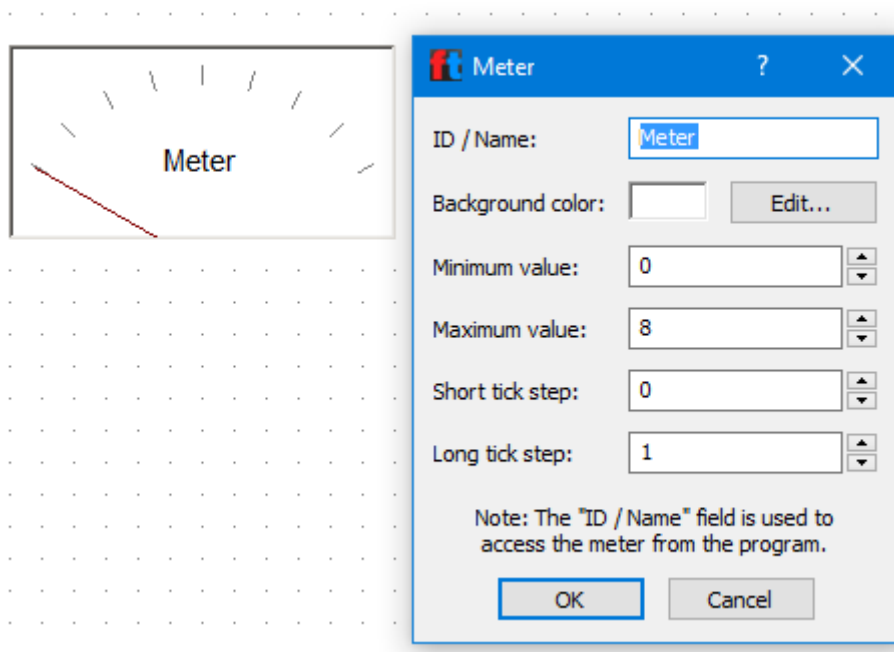 Meter
ft Meter ? ×
ID / Name: Meter
Background color: Edit...
Minimum value: 0
Maximum value: 8
Short tick step: 0
Long tick step: 1
Note: The "ID / Name" field is used to
access the meter from the program.
OK Cancel